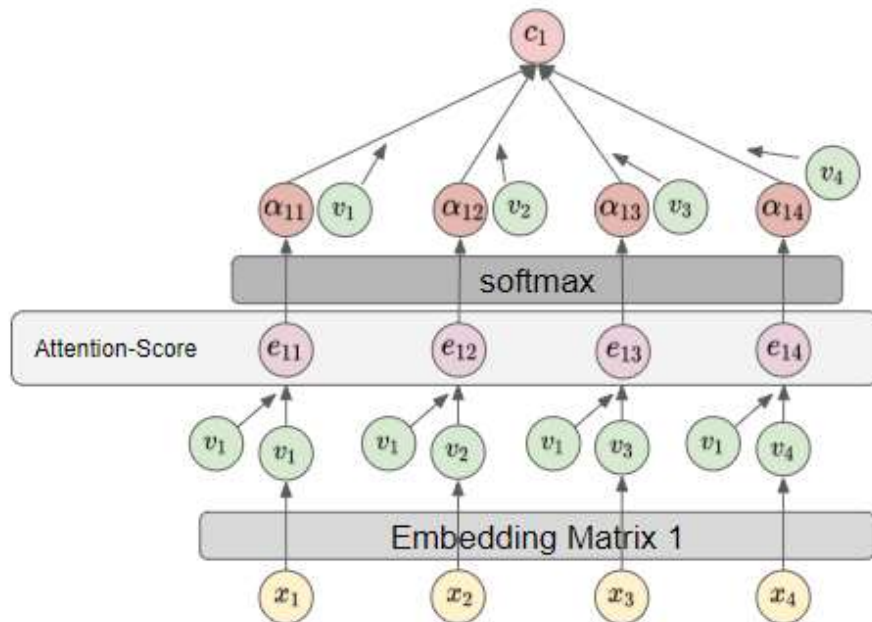 c₁
α₁₁ v₁ α₁₂ v₂ α₁₃ v₃ α₁₄ v₄
softmax
Attention-Score e₁₁ e₁₂ e₁₃ e₁₄
v₁ v₁ v₁ v₂ v₁ v₃ v₁ v₄
Embedding Matrix 1
x₁ x₂ x₃ x₄